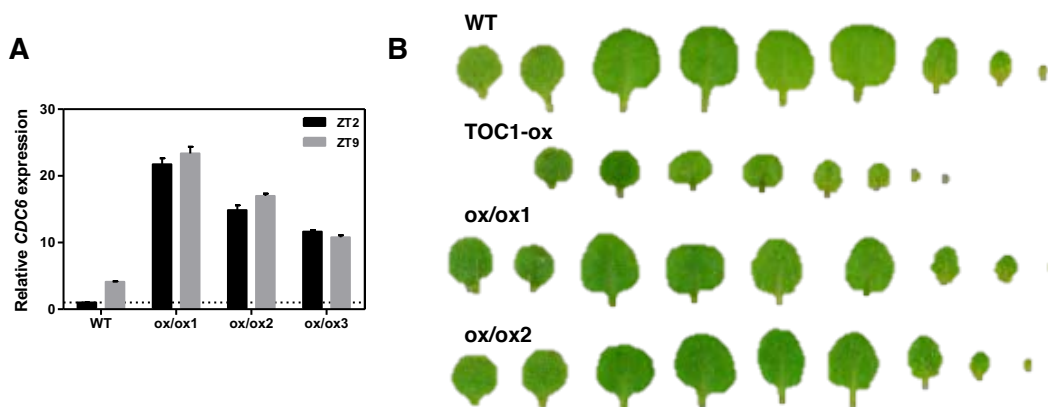 A
Relative CDC6 expression
30
20
10
0
ZT2
ZT9
WT
ox/ox1
ox/ox2
ox/ox3
B
WT
TOC1-ox
ox/ox1
ox/ox2